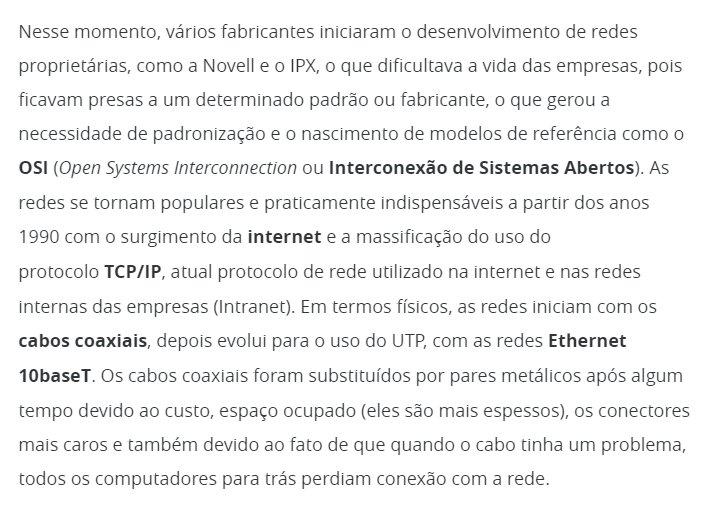 Nesse momento, vários fabricantes iniciaram o desenvolvimento de redes
proprietárias, como a Novell e o IPX, o que dificultava a vida das empresas, pois
ficavam presas a um determinado padrão ou fabricante, o que gerou a
necessidade de padronização e o nascimento de modelos de referência como o
OSI (Open Systems Interconnection ou Interconexão de Sistemas Abertos). As
redes se tornam populares e praticamente indispensáveis a partir dos anos
1990 com o surgimento da internet e a massificação do uso do
protocolo TCP/IP, atual protocolo de rede utilizado na internet e nas redes
internas das empresas (Intranet). Em termos físicos, as redes iniciam com os
cabos coaxiais, depois evolui para o uso do UTP, com as redes Ethernet
10baseT. Os cabos coaxiais foram substituídos por pares metálicos após algum
tempo devido ao custo, espaço ocupado (eles são mais espessos), os conectores
mais caros e também devido ao fato de que quando o cabo tinha um problema,
todos os computadores para trás perdiam conexão com a rede.